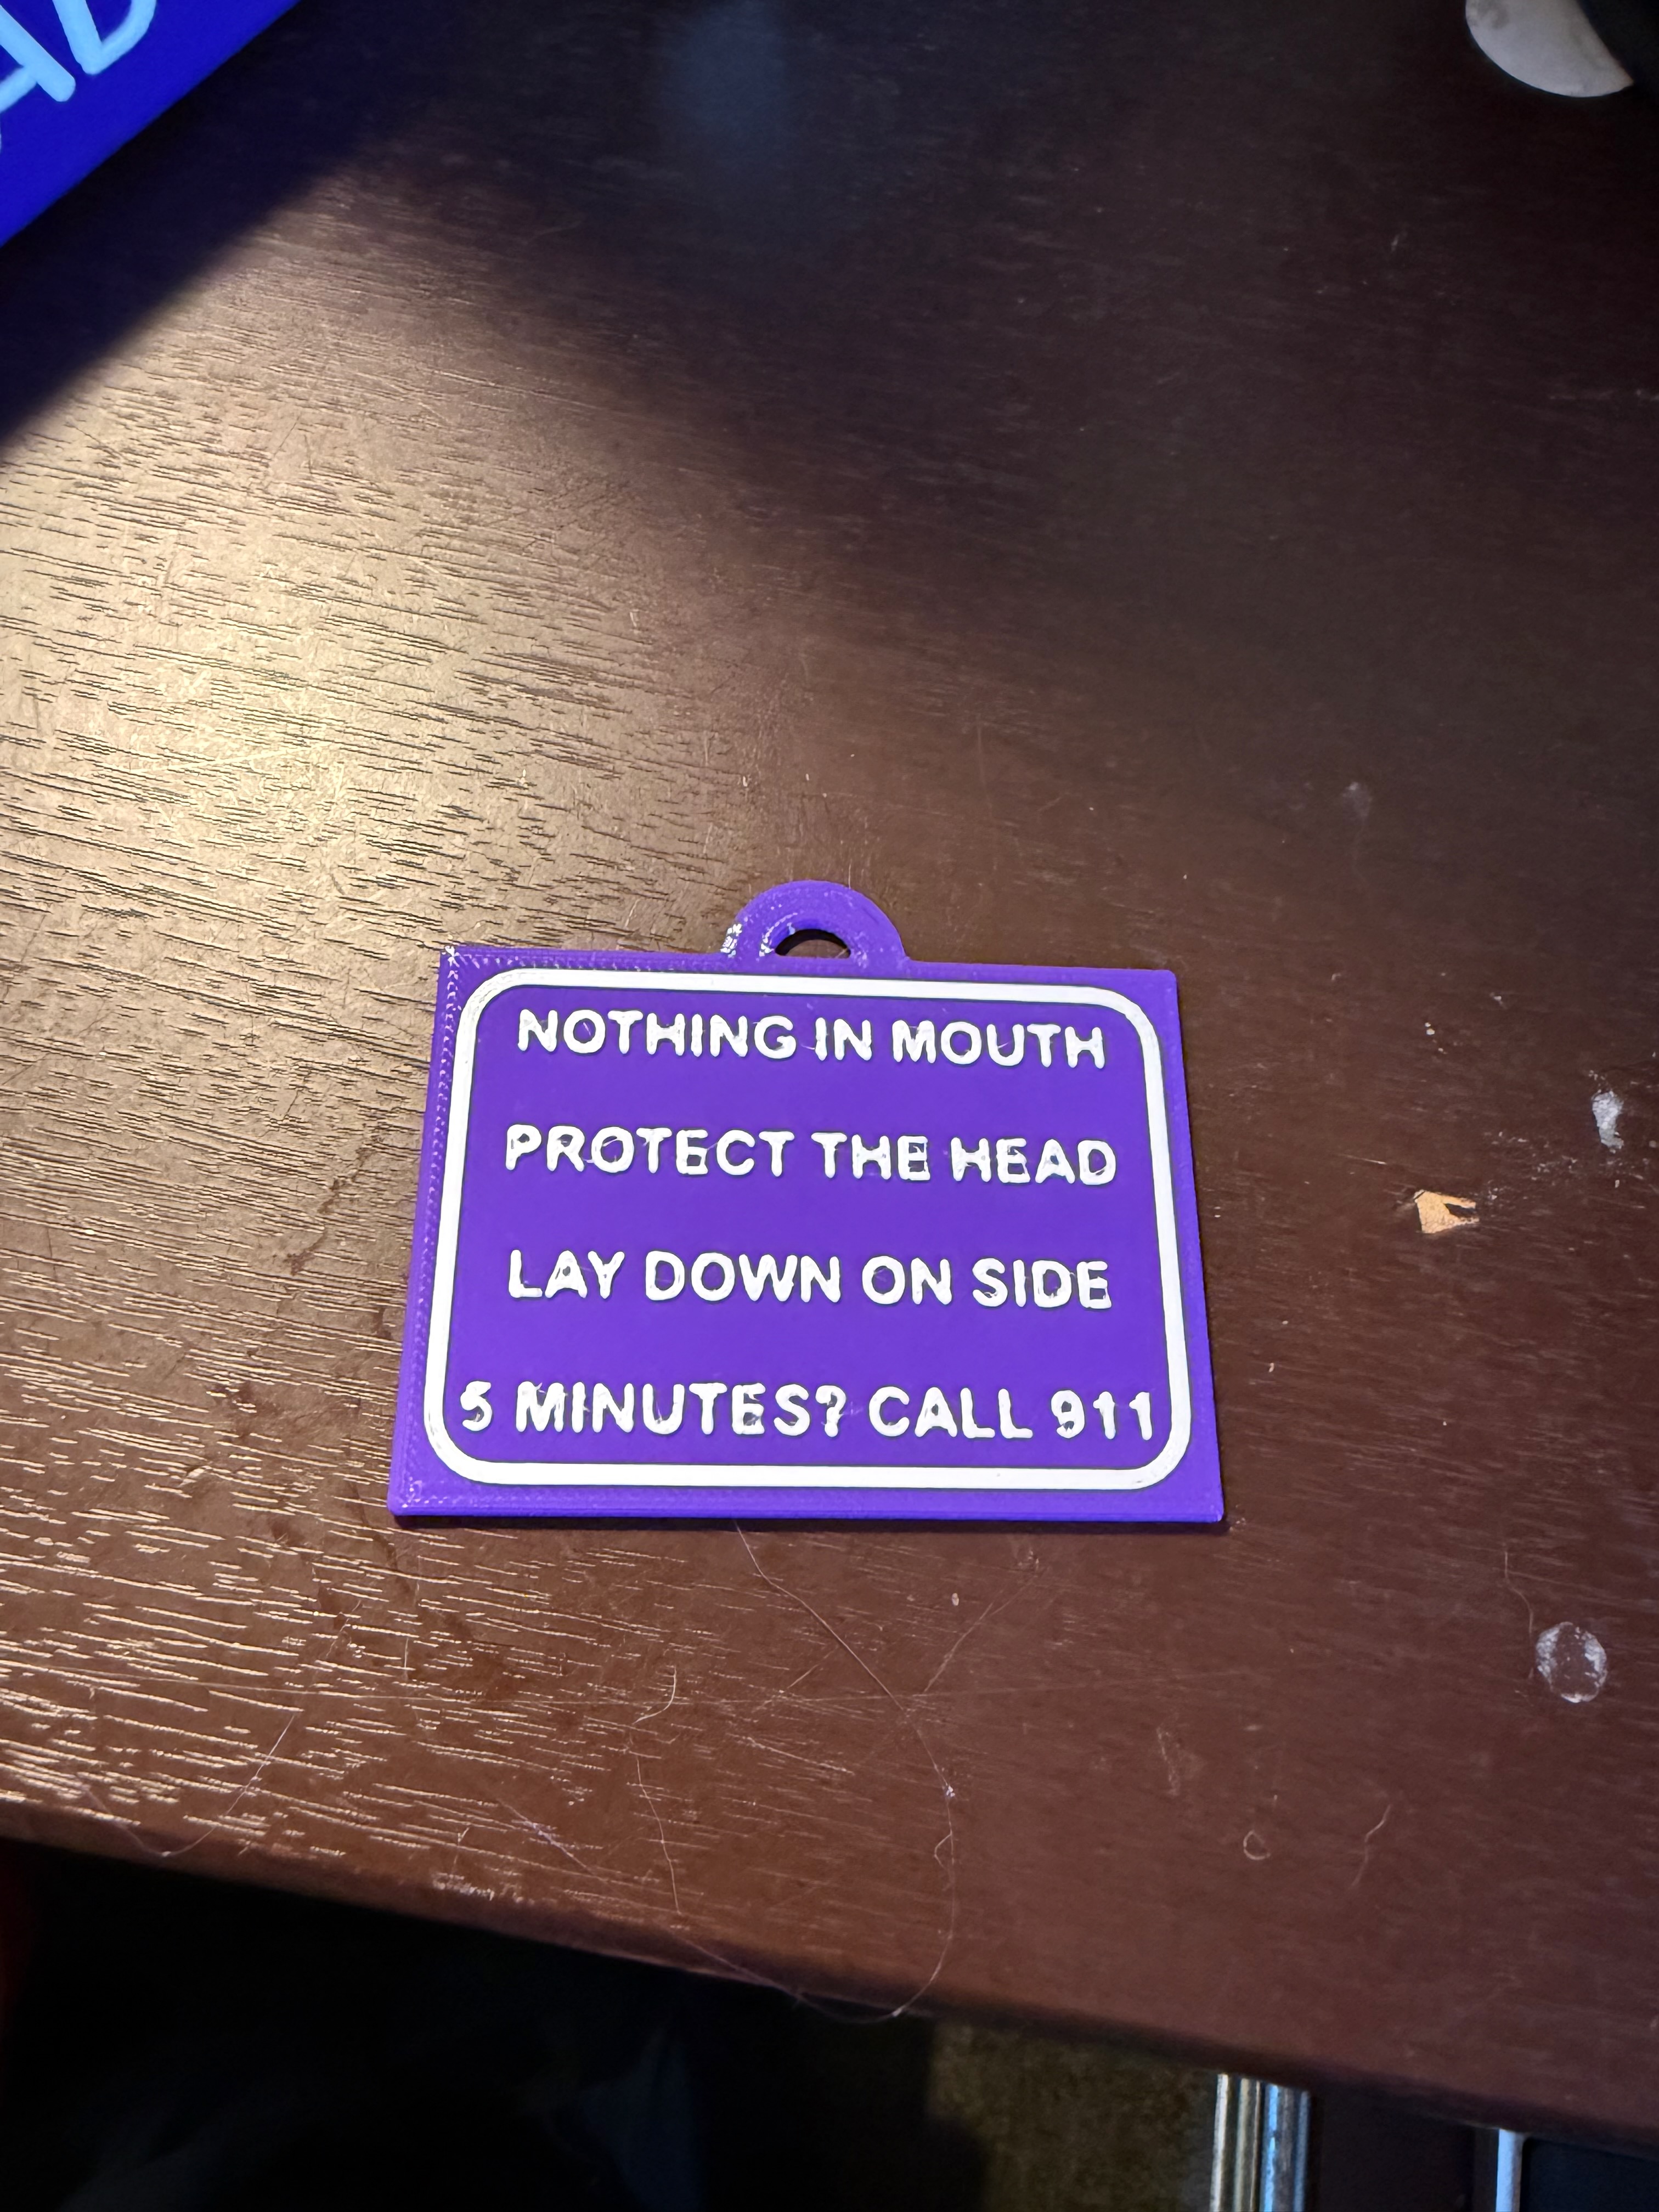 NOTHING IN MOUTH
PROTECT THE HEAD
LAY DOWN ON SIDE
5 MINUTES? CALL 911